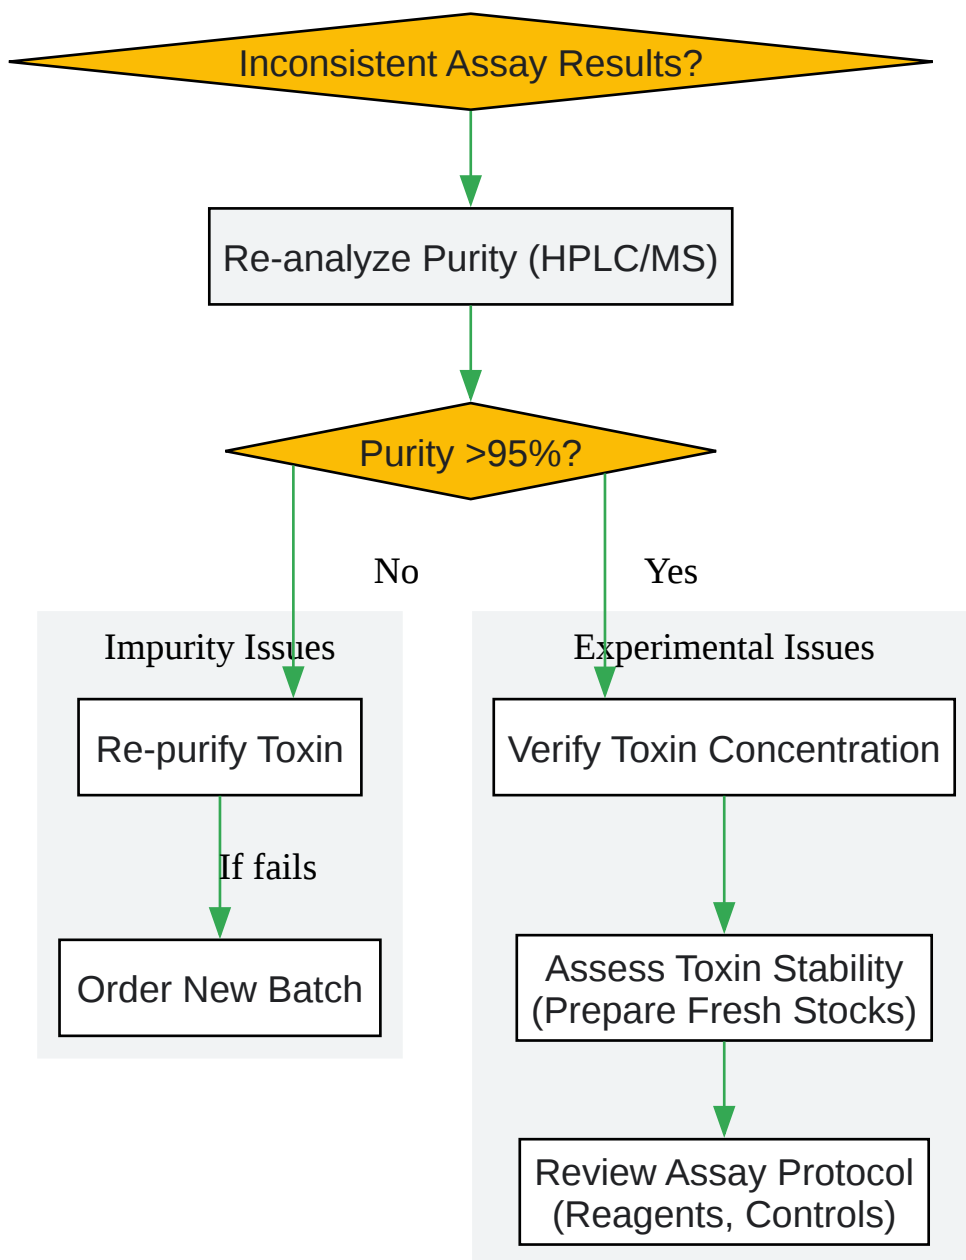 Inconsistent Assay Results?
Re-analyze Purity (HPLC/MS)
Purity >95%?
No
Yes
Impurity Issues
Experimental Issues
Re-purify Toxin
Verify Toxin Concentration
If fails
Order New Batch
Assess Toxin Stability
(Prepare Fresh Stocks)
Review Assay Protocol
(Reagents, Controls)